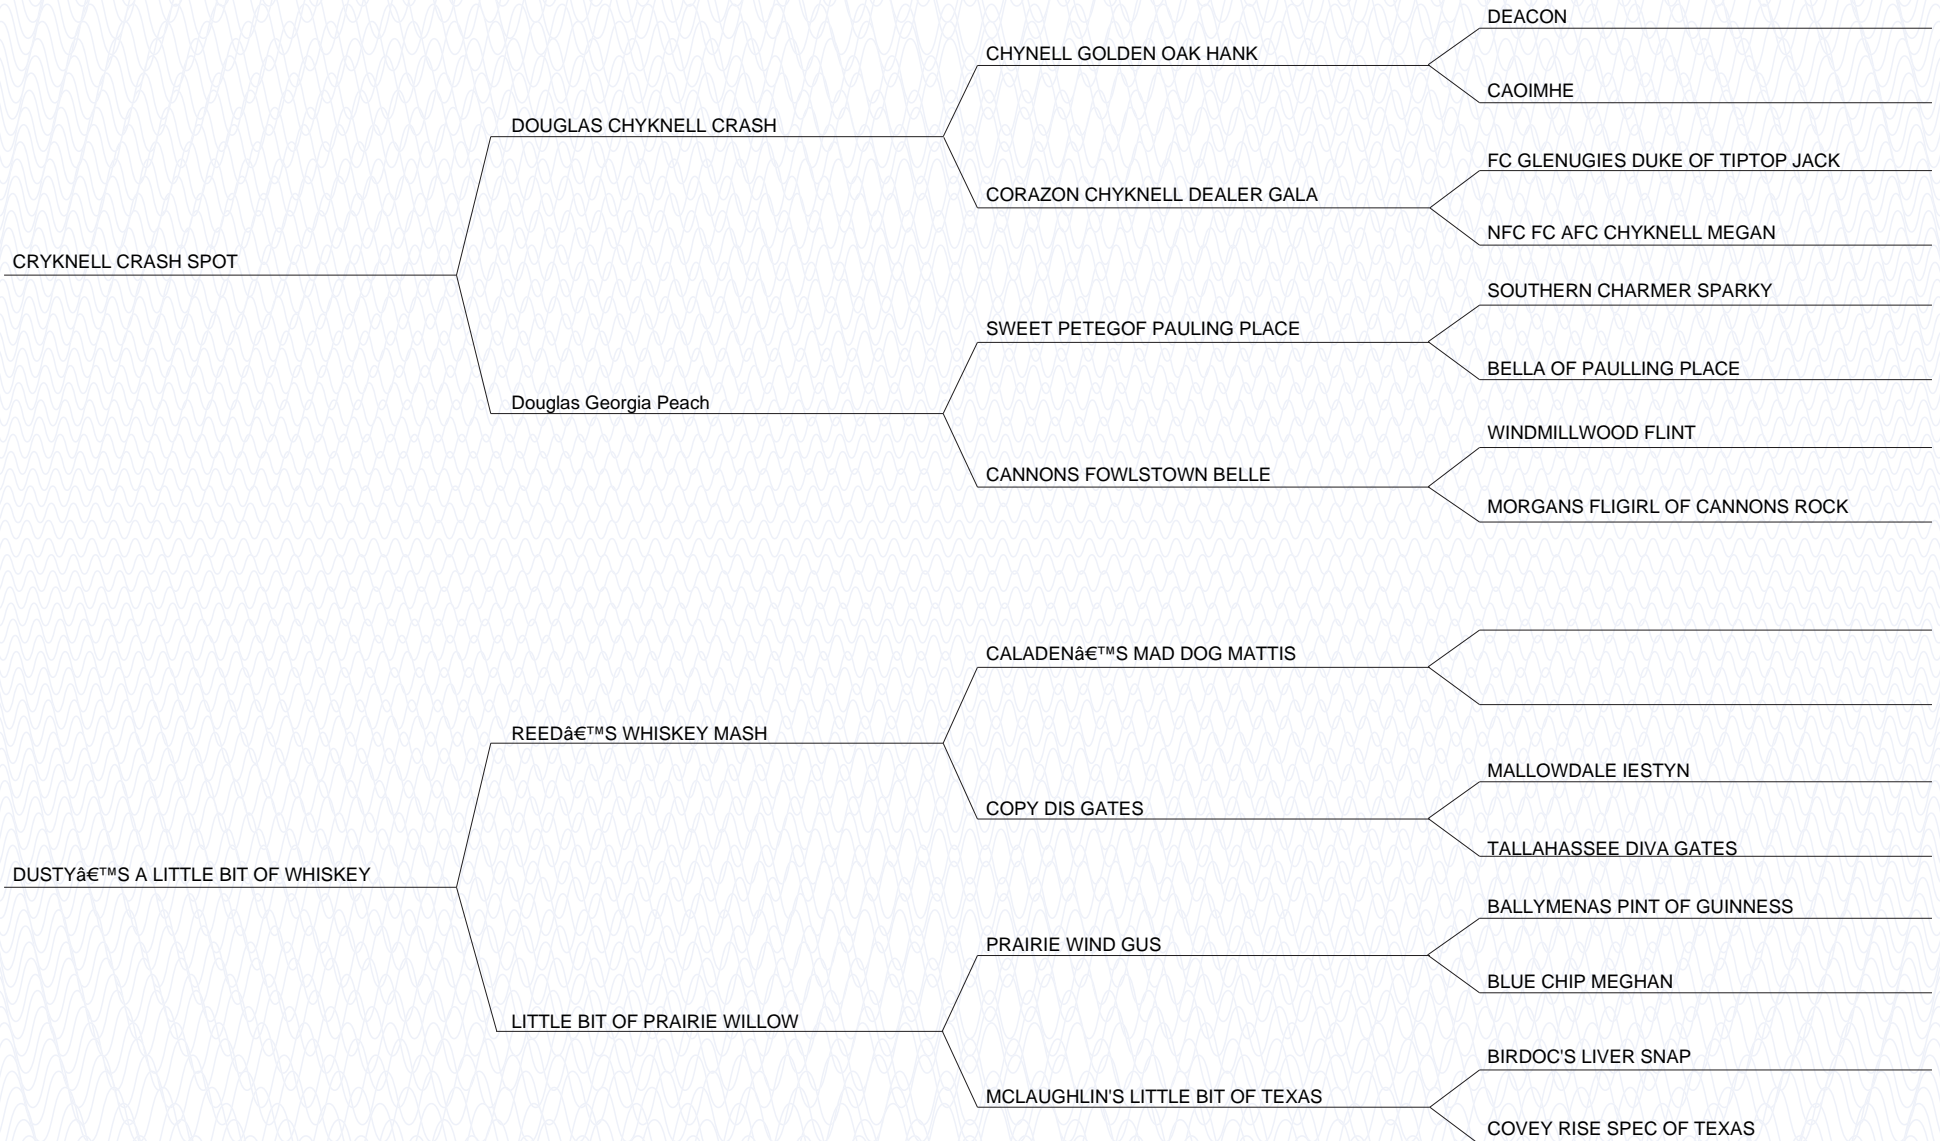 DEACON
CHYNELL GOLDEN OAK HANK
CAOIMHE
DOUGLAS CHYKNELL CRASH
FC GLENUGIES DUKE OF TIPTOP JACK
CORAZON CHYKNELL DEALER GALA
NFC FC AFC CHYKNELL MEGAN
CRYKNELL CRASH SPOT
SOUTHERN CHARMER SPARKY
SWEET PETEGOF PAULING PLACE
BELLA OF PAULLING PLACE
Douglas Georgia Peach
WINDMILLWOOD FLINT
CANNONS FOWLSTOWN BELLE
MORGANS FLIGIRL OF CANNONS ROCK
CALADENâ€™S MAD DOG MATTIS
REEDâ€™S WHISKEY MASH
MALLOWDALE IESTYN
COPY DIS GATES
TALLAHASSEE DIVA GATES
DUSTYâ€™S A LITTLE BIT OF WHISKEY
BALLYMENAS PINT OF GUINNESS
PRAIRIE WIND GUS
BLUE CHIP MEGHAN
LITTLE BIT OF PRAIRIE WILLOW
BIRDOC'S LIVER SNAP
MCLAUGHLIN'S LITTLE BIT OF TEXAS
COVEY RISE SPEC OF TEXAS